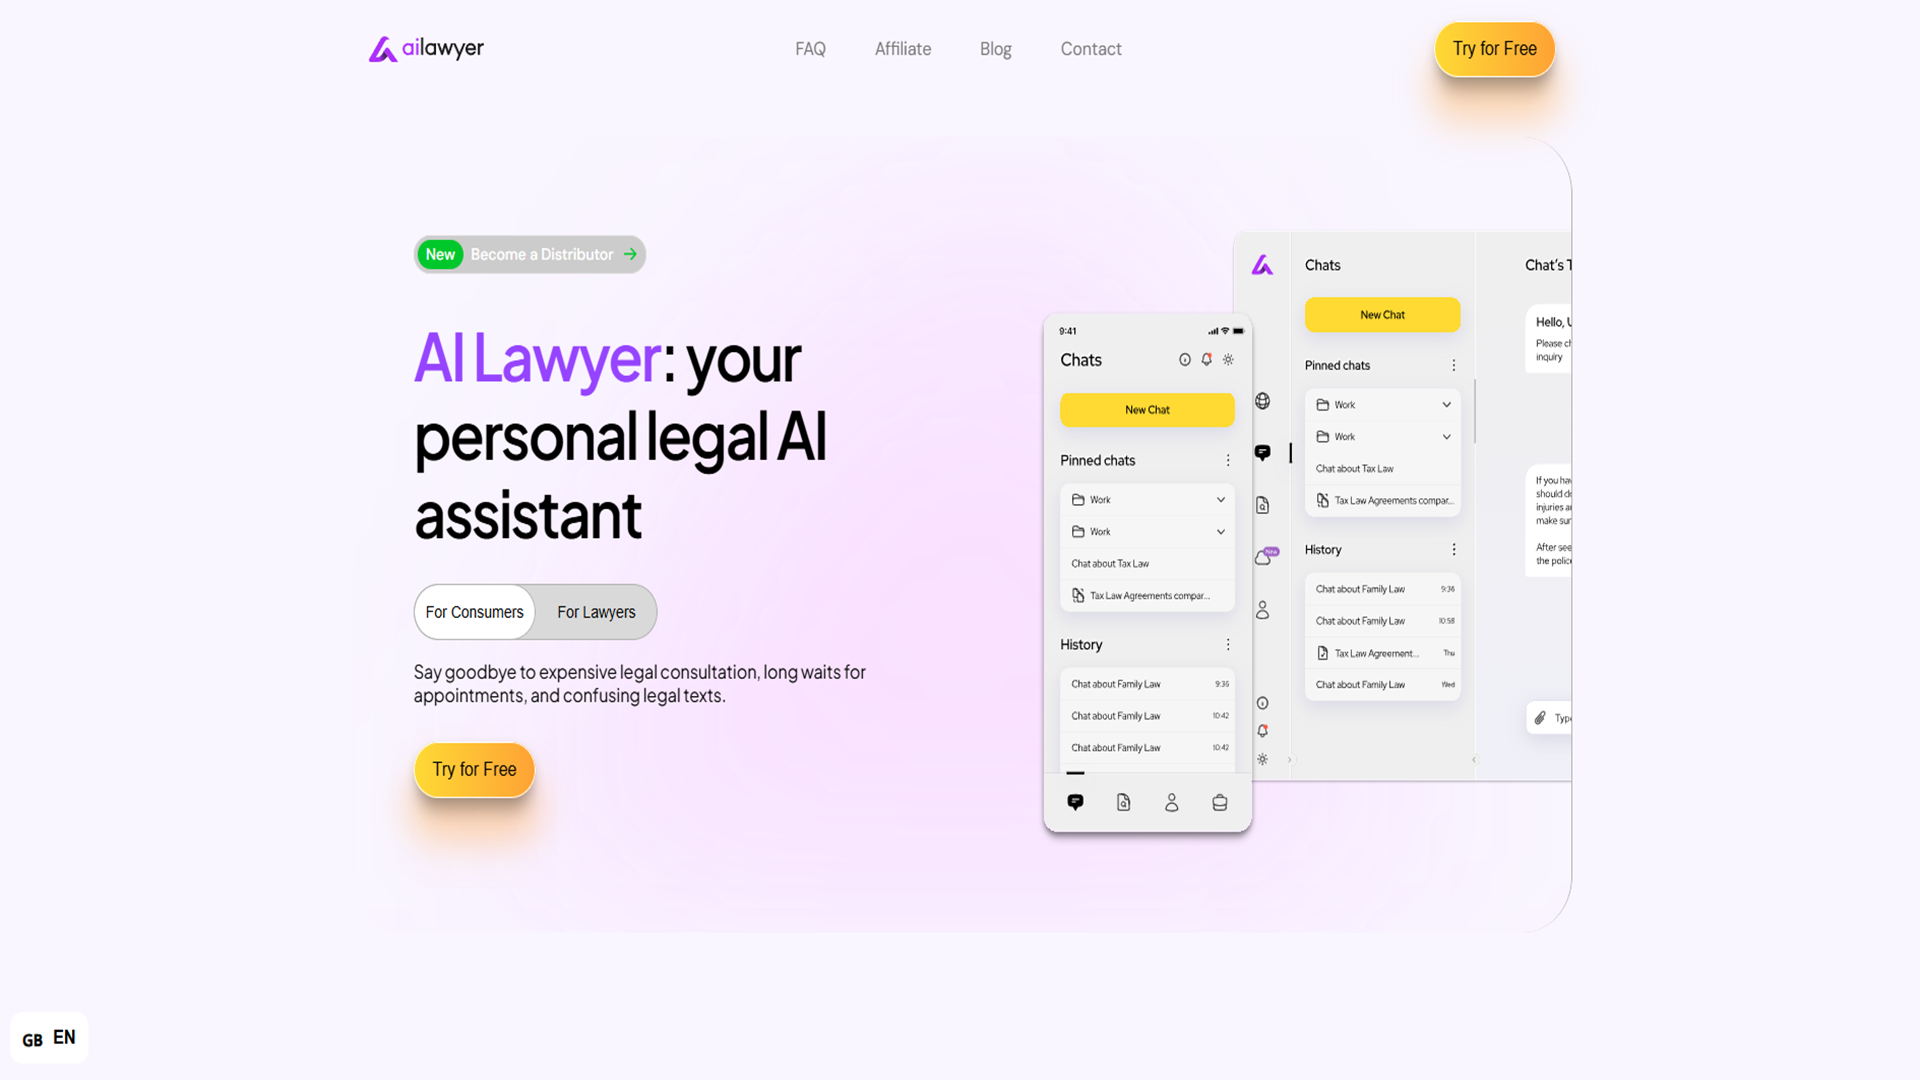 ailawyer
FAQ
Affiliate
Blog
Contact
Try for Free
New Become a Distributor
AI Lawyer: your
personal legal AI
assistant
For Consumers
For Lawyers
Say goodbye to expensive legal consultation, long waits for
appointments, and confusing legal texts.
Try for Free
9:41
Chats
New Chat
Pinned chats
Work
Work
Chat about Tax Law
Tax Law Agreements compar...
History
Chat about Family Law 9:36
Chat about Family Law 10:42
Chat about Family Law 10:42
New
Chats
New Chat
Pinned chats
Work
Work
Chat about Tax Law
Tax Law Agreements compar...
History
Chat about Family Law 9:36
Chat about Family Law 10:58
Tax Law Agreement... Thu
Chat about Family Law Wed
Chat's T
Hello, U
Please ch
inquiry
If you hav
should d
injuries a
make sur
After see
the police
Type
GB EN